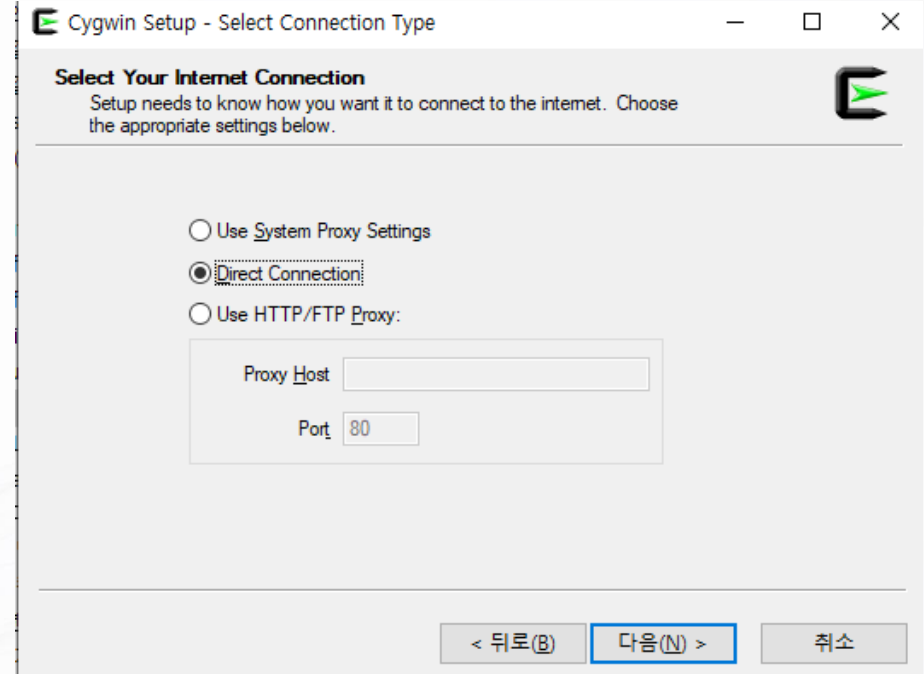 Cygwin Setup - Select Connection Type
Select Your Internet Connection
Setup needs to know how you want it to connect to the internet. Choose
the appropriate settings below.
Use System Proxy Settings
Direct Connection
Use HTTP/FTP Proxy:
Proxy Host
Port 80
< 뒤로(B) 다음(N) > 취소